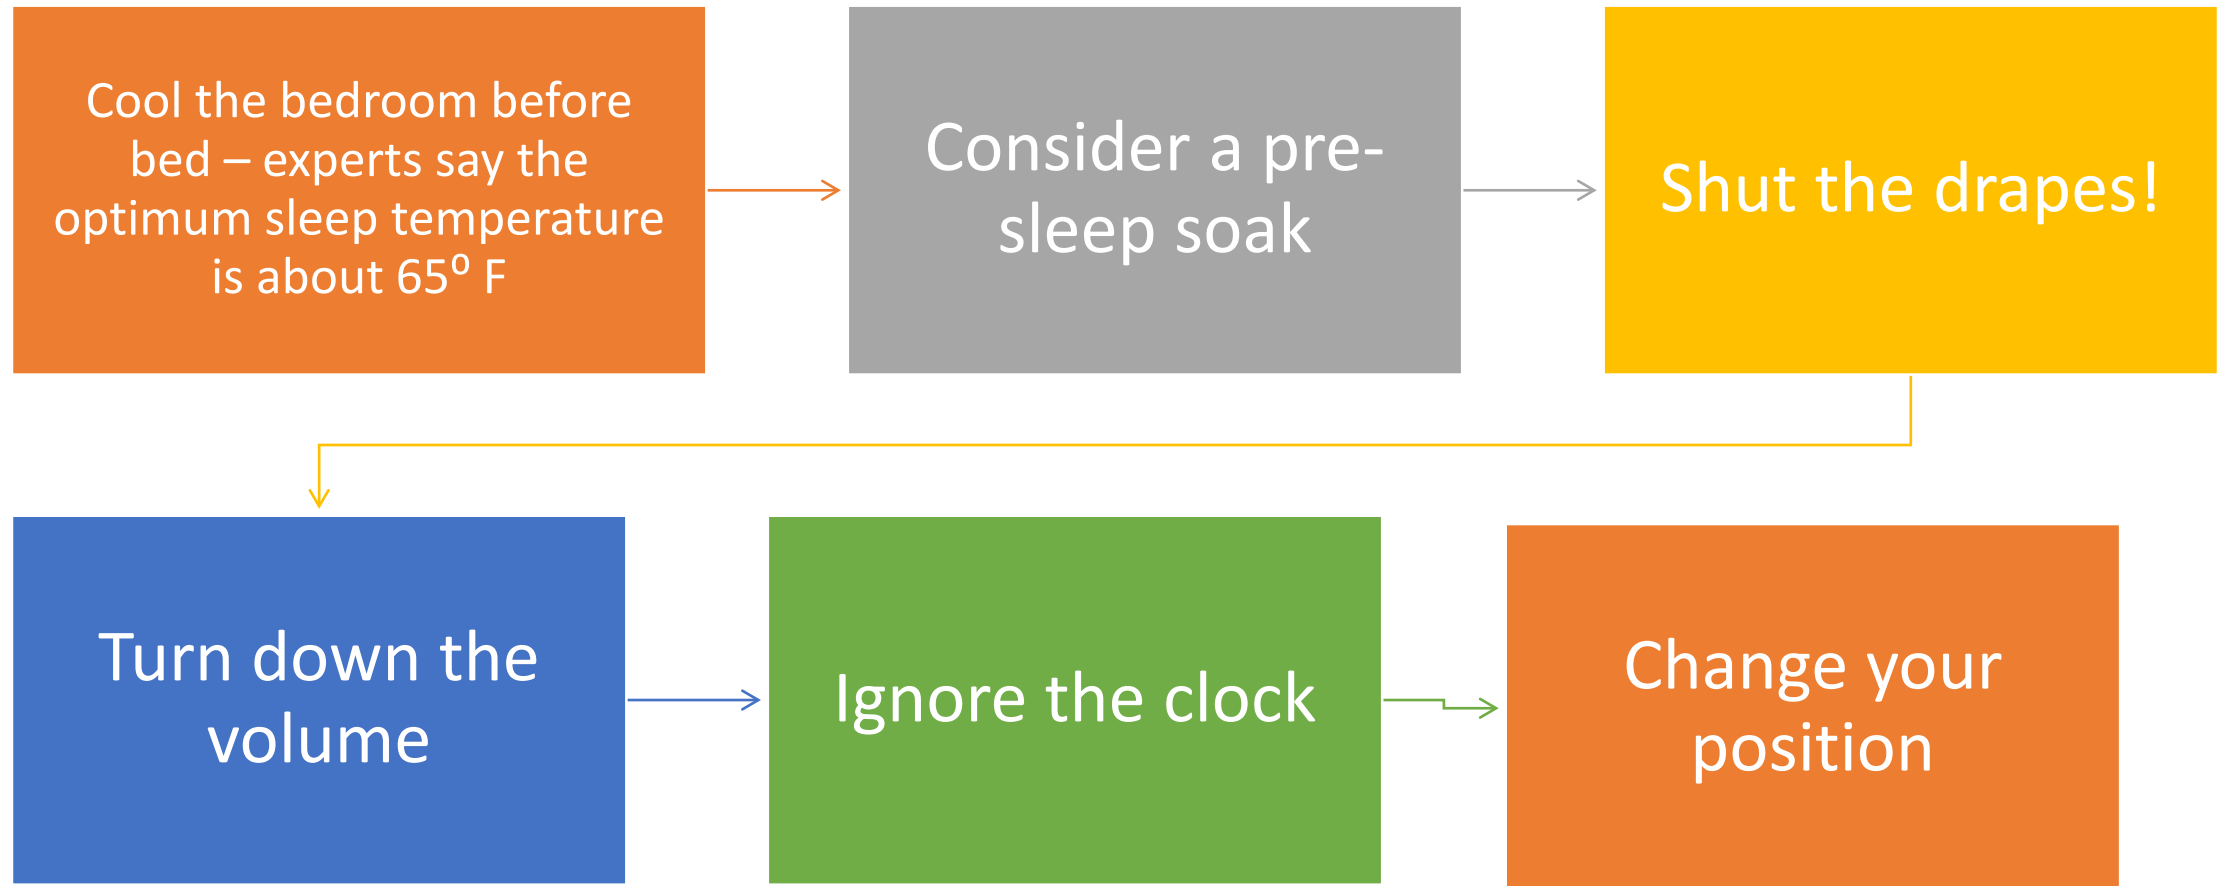 Cool the bedroom before
bed – experts say the
optimum sleep temperature
is about 65⁰ F
Consider a pre-
sleep soak
Shut the drapes!
Turn down the
volume
Ignore the clock
Change your
position